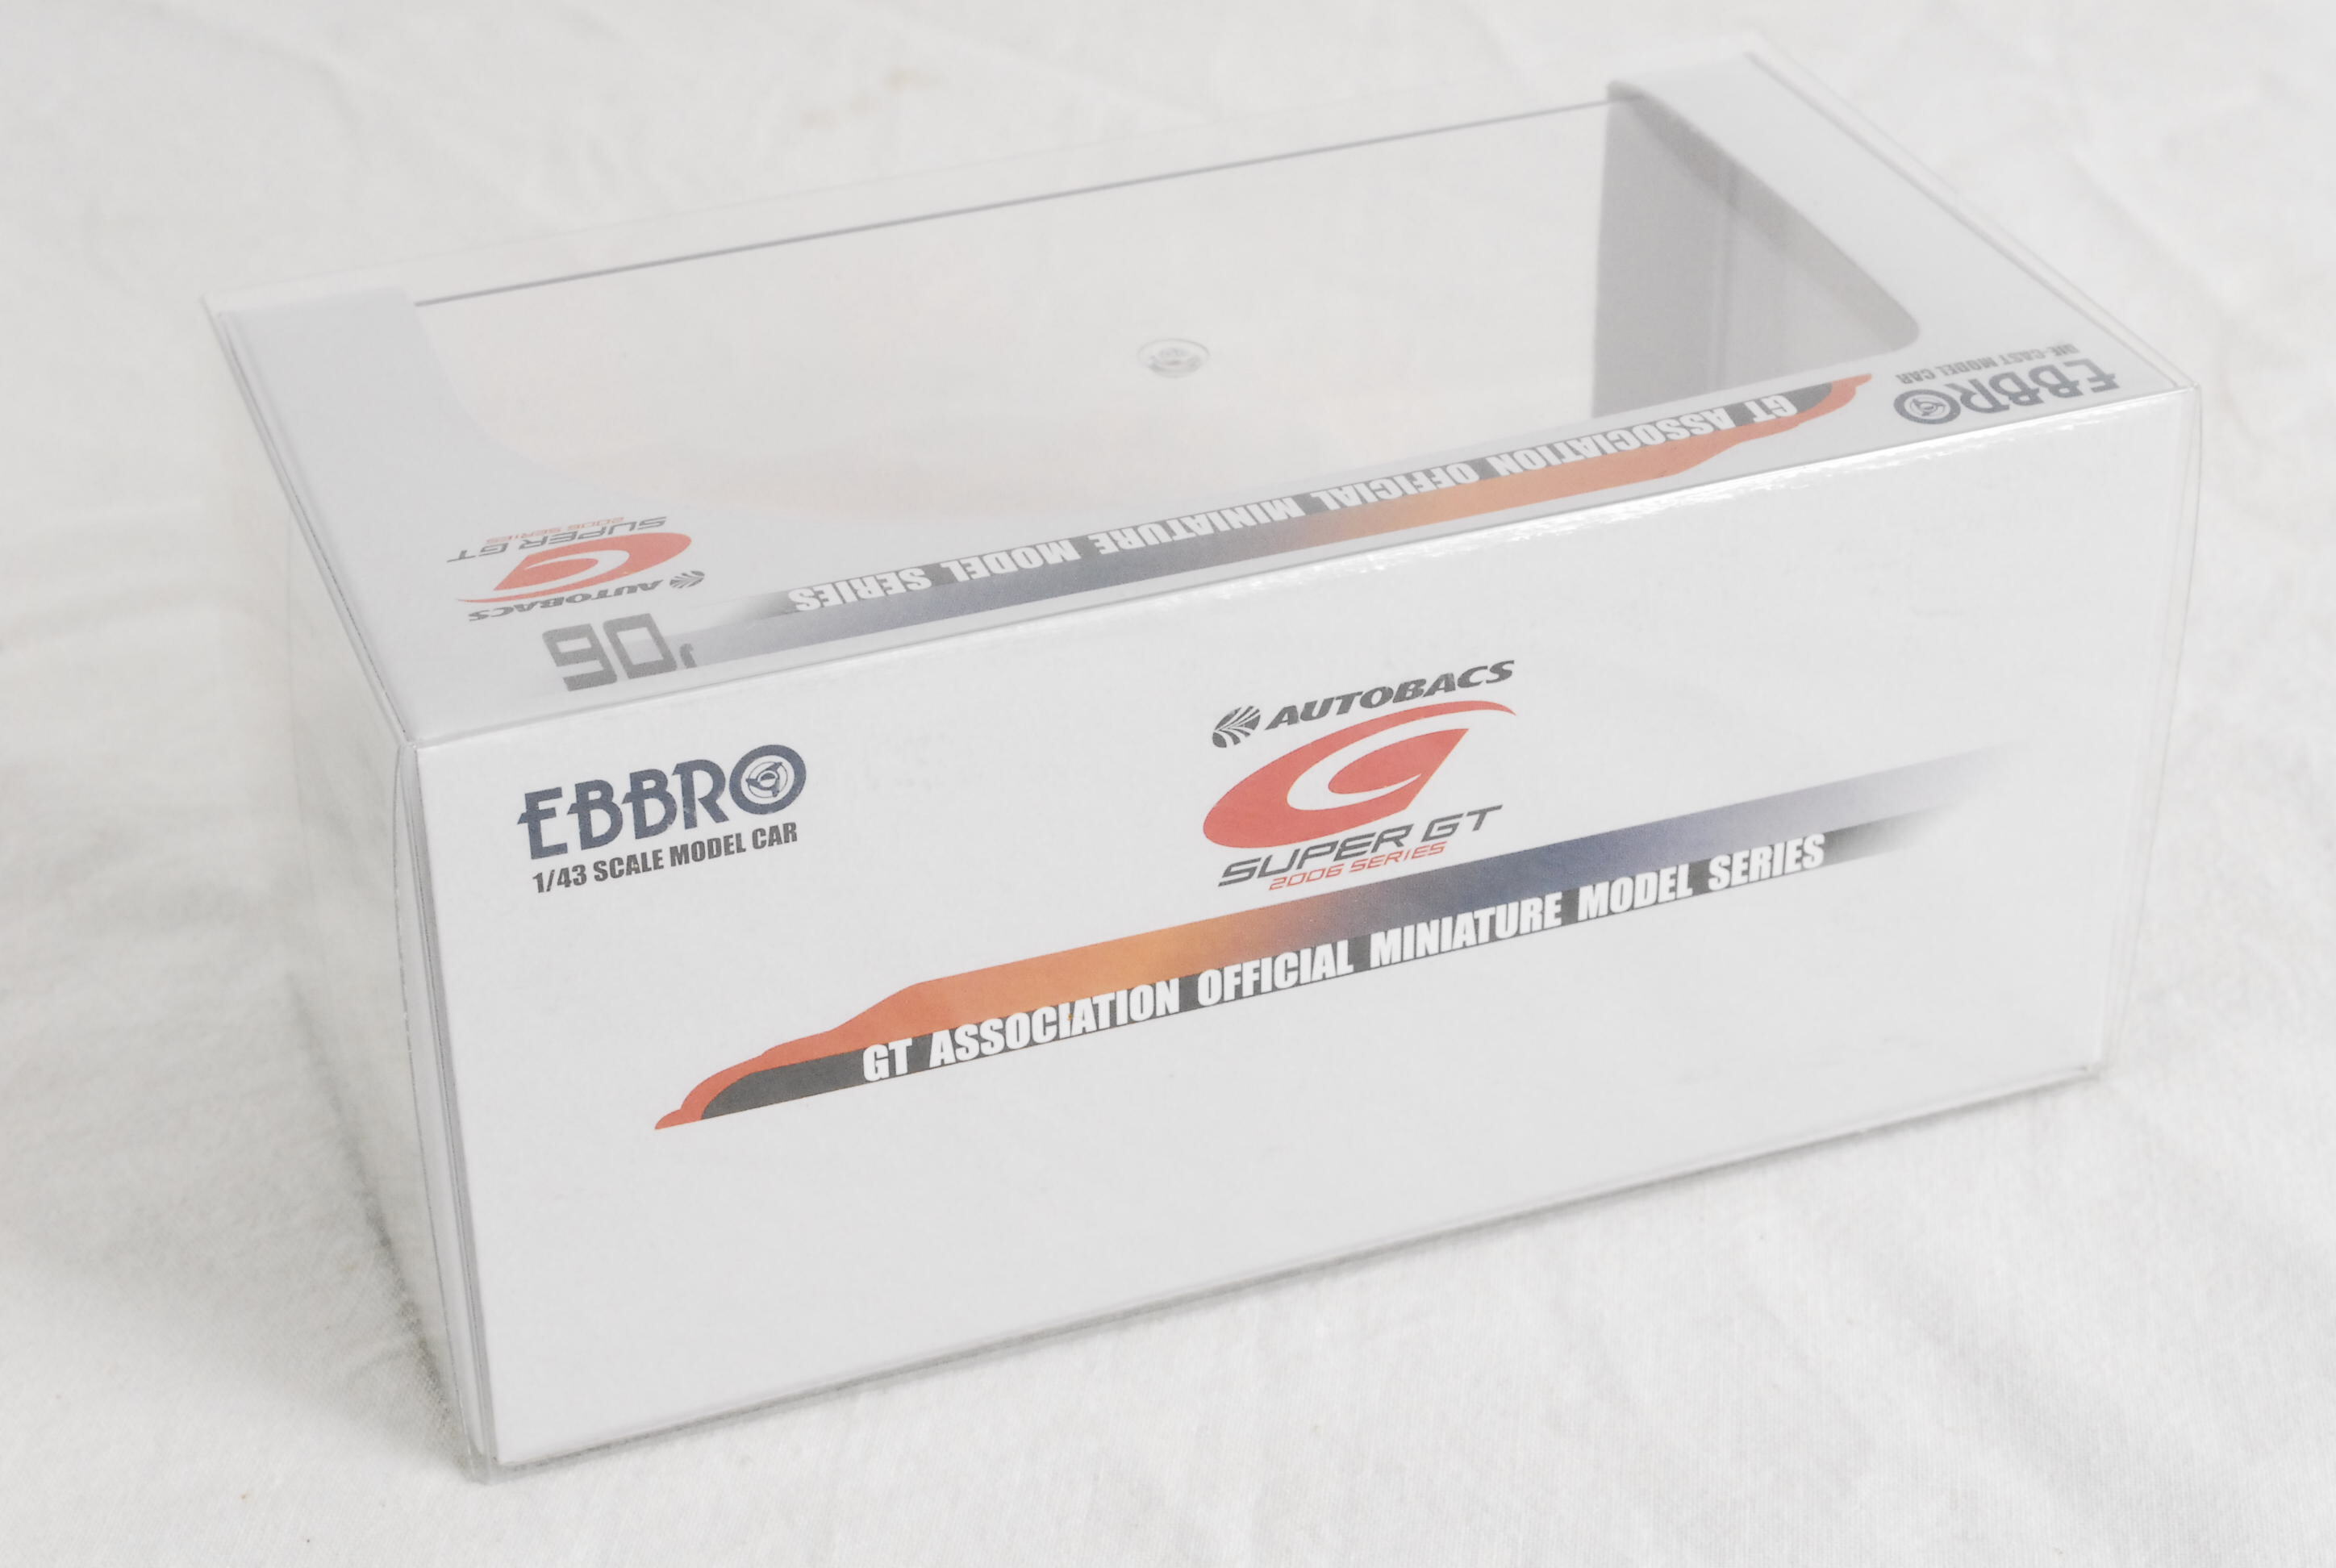 EBBRO
DIE-CAST MODEL CAR
GT ASSOCIATION OFFICIAL MINIATURE MODEL SERIES
AUTOBACS
SUPER GT
2006 SERIES
'06
EBBRO
1/43 SCALE MODEL CAR
AUTOBACS
SUPER GT
2006 SERIES
GT ASSOCIATION OFFICIAL MINIATURE MODEL SERIES